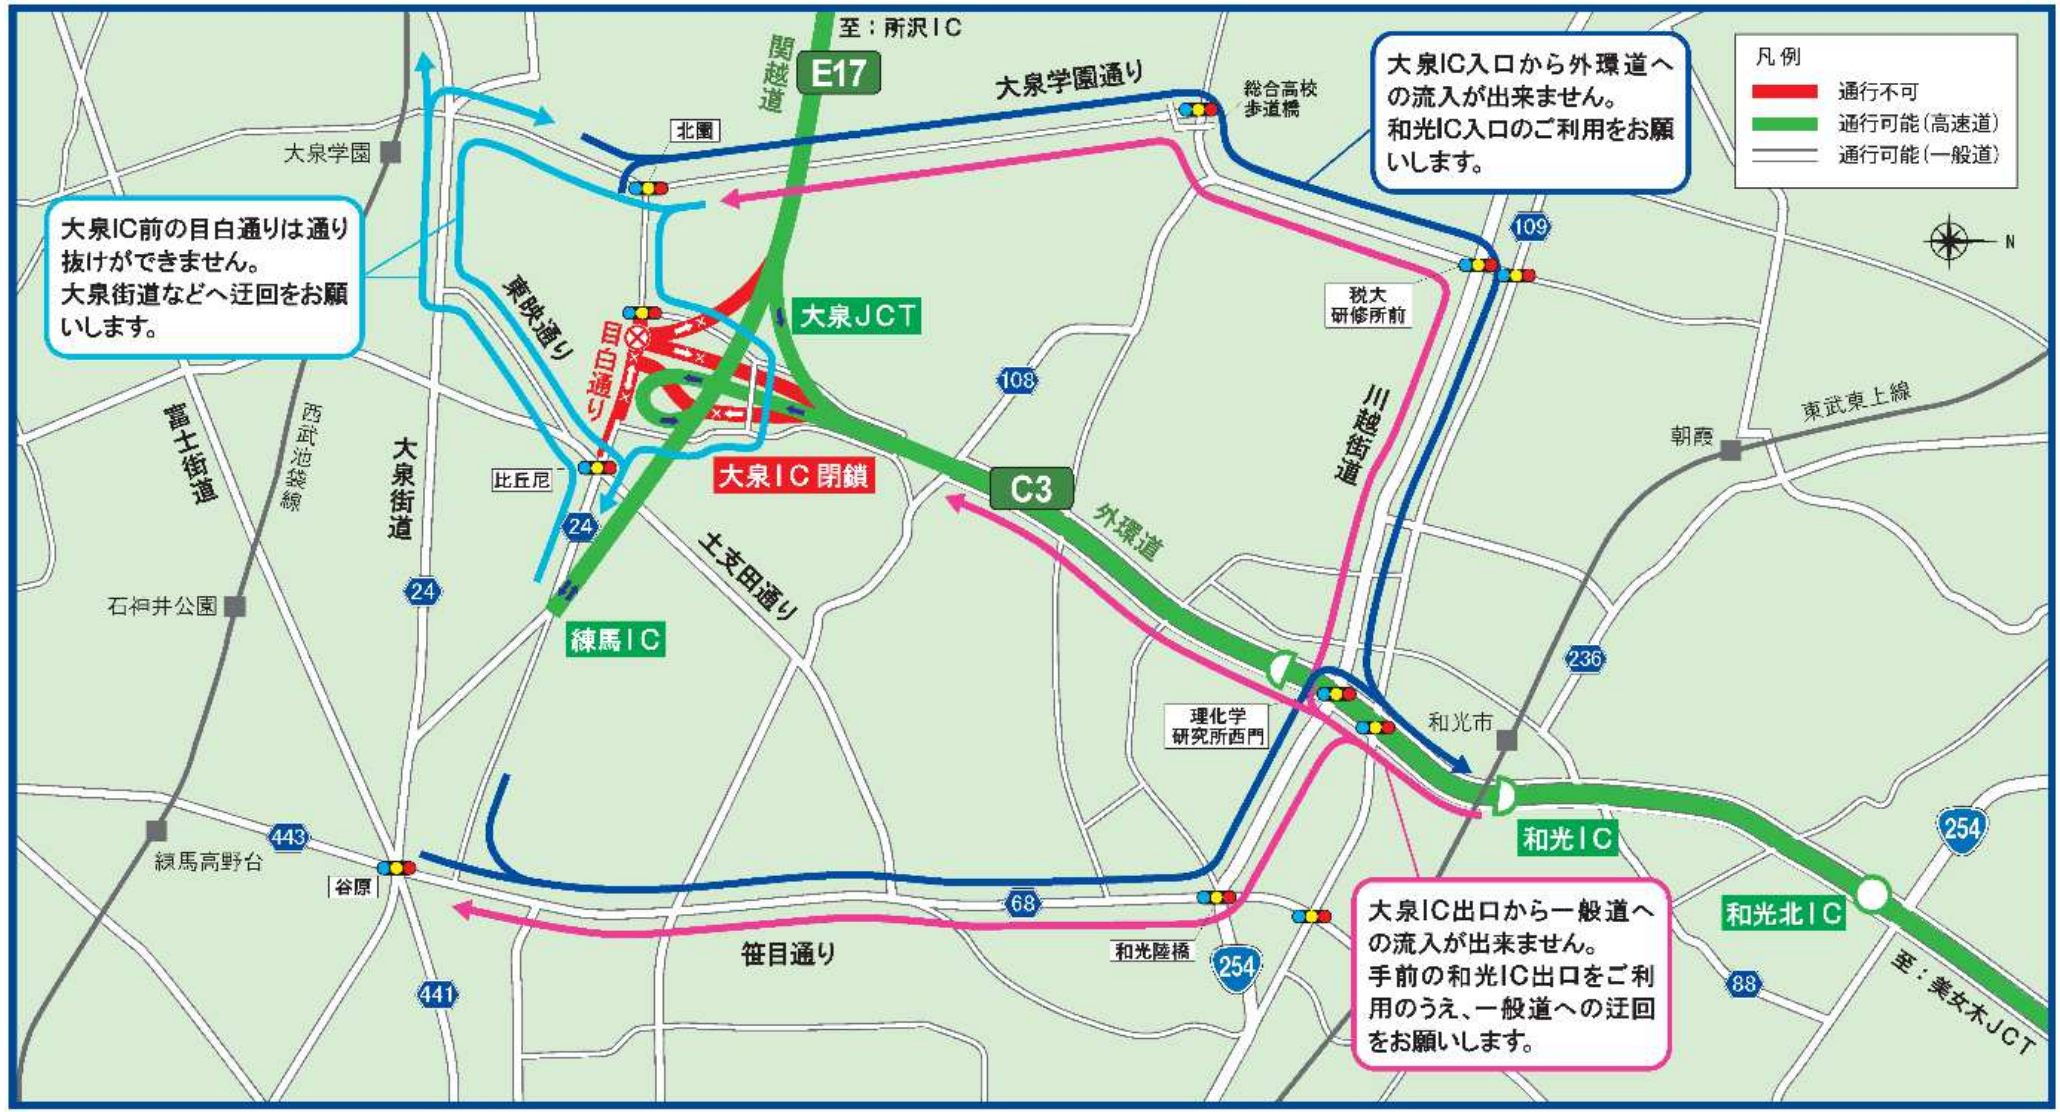 至：所沢IC
関越道
E17
大泉学園通り
総合高校
歩道橋
大泉IC入口から外環道へ
の流入が出来ません。
和光IC入口のご利用をお願
いします。
凡例
通行不可
通行可能(高速道)
通行可能(一般道)
N
北園
大泉学園
大泉IC前の目白通りは通り
抜けができません。
大泉街道などへ迂回をお願
いします。
東映通り
目白通り
大泉JCT
109
税大
研修所前
108
川越街道
東武東上線
朝霞
富士街道
西武池袋線
大泉街道
比丘尼
大泉IC閉鎖
C3
外環道
24
土支田通り
24
石神井公園
練馬IC
236
理化学
研究所西門
和光市
和光IC
254
443
練馬高野台
谷原
68
笹目通り
和光陸橋
254
441
大泉IC出口から一般道へ
の流入が出来ません。
手前の和光IC出口をご利
用のうえ、一般道への迂回
をお願いします。
和光北IC
88
至：美女木JCT